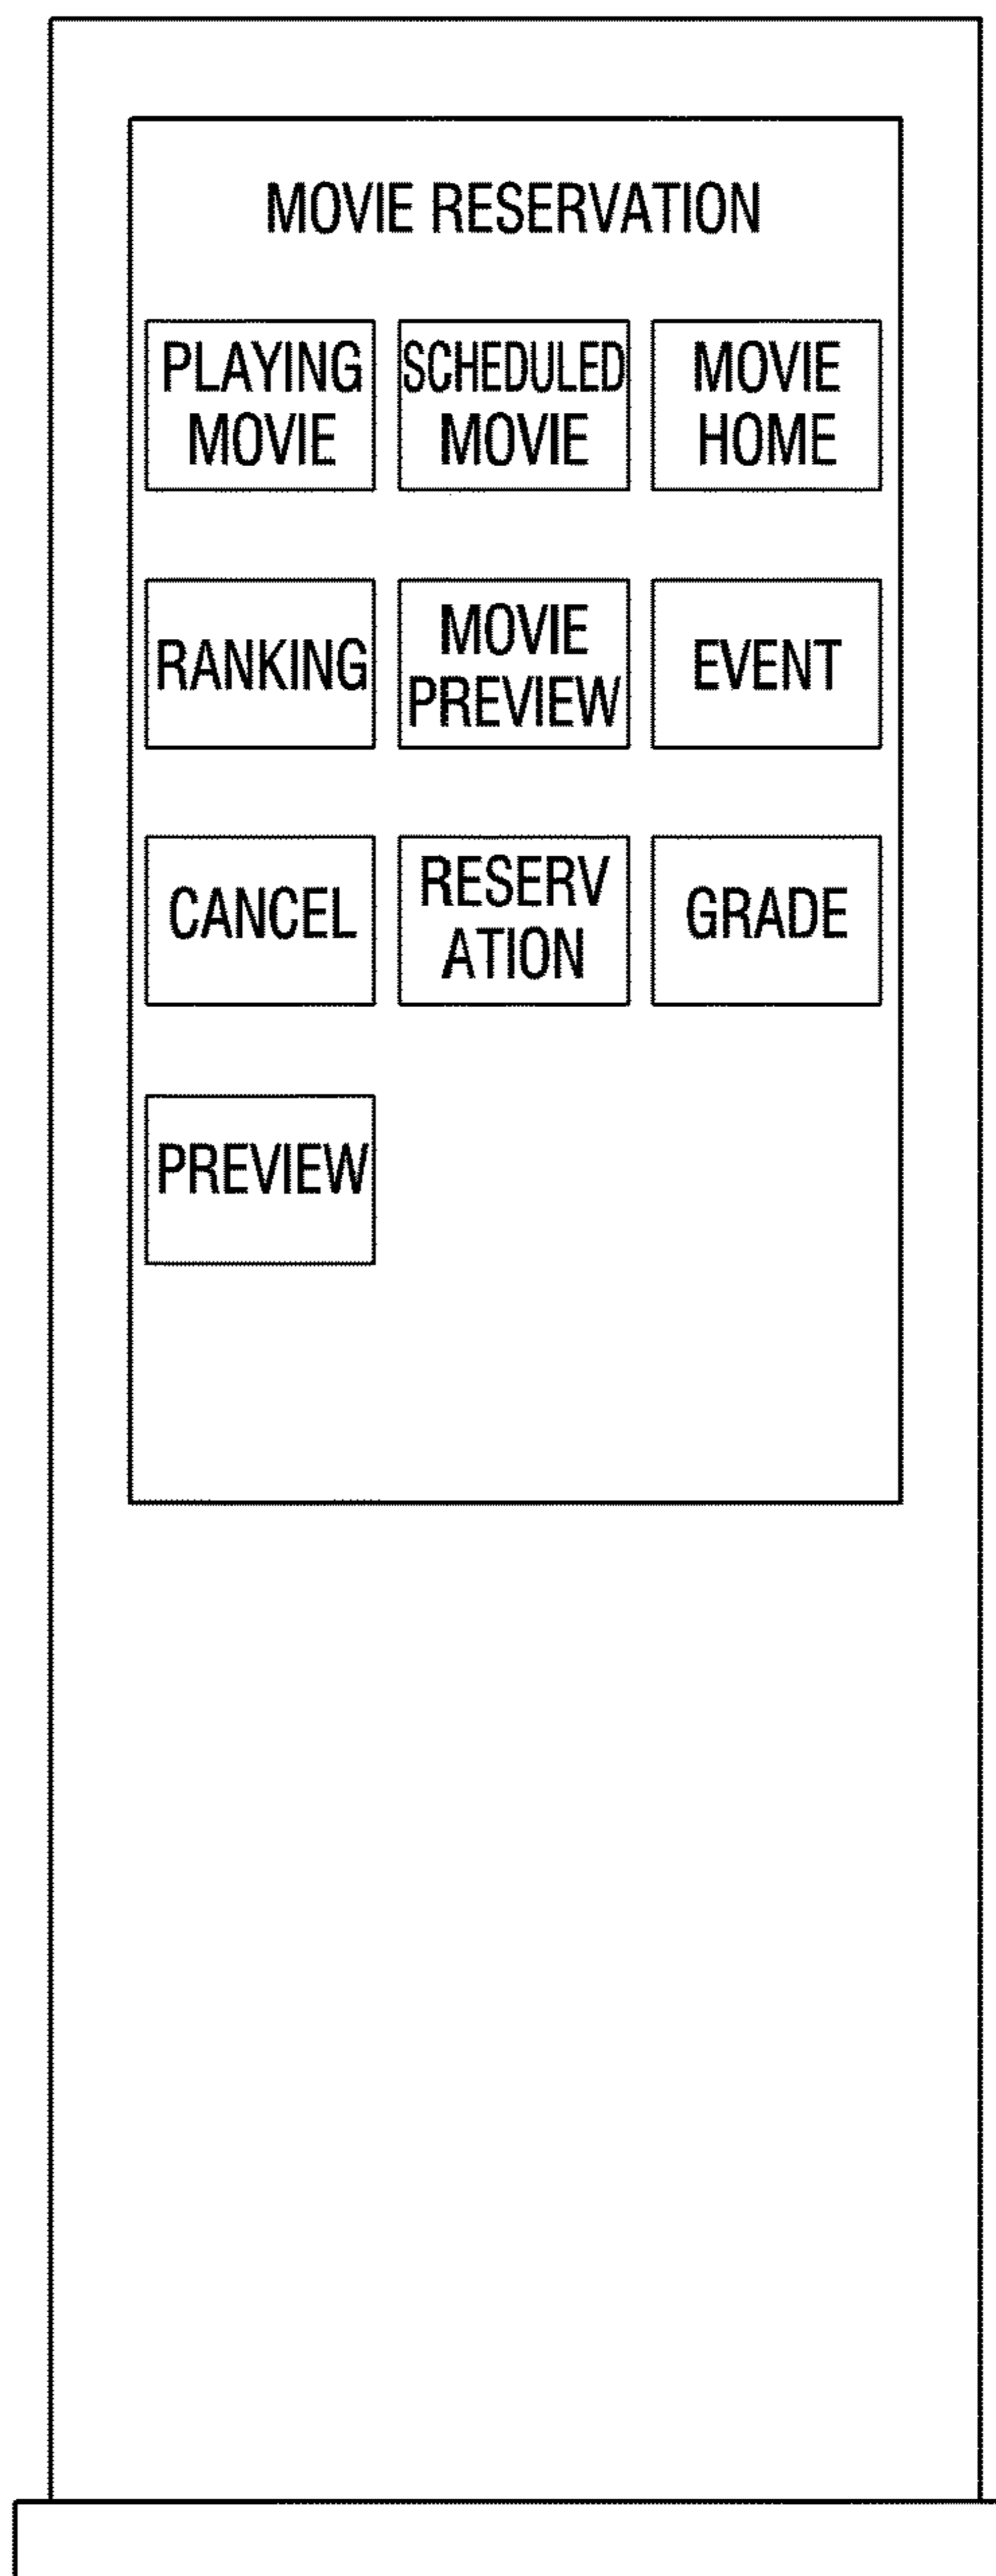 MOVIE RESERVATION
PLAYING
MOVIE
SCHEDULED
MOVIE
MOVIE
HOME
RANKING
MOVIE
PREVIEW
EVENT
CANCEL
RESERV
ATION
GRADE
PREVIEW